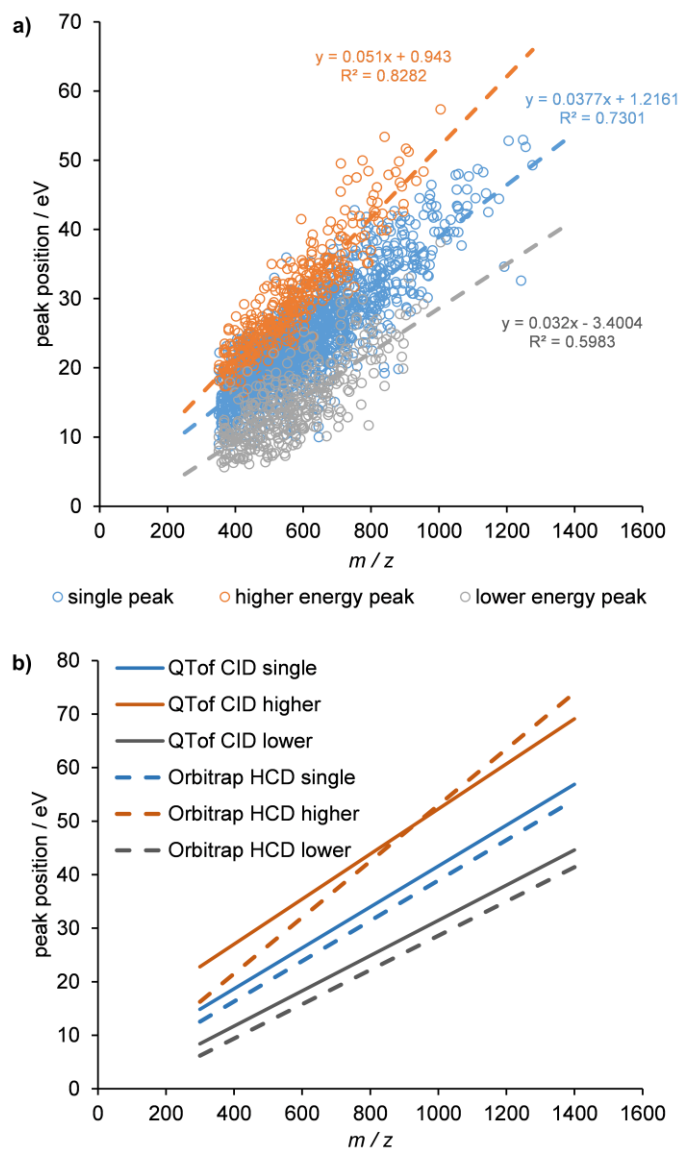 a)
70
60
50
40
30
20
10
0
peak position / eV
y = 0.051x + 0.943
R² = 0.8282
y = 0.0377x + 1.2161
R² = 0.7301
y = 0.032x - 3.4004
R² = 0.5983
0 200 400 600 800 1000 1200 1400 1600
m / z
single peak higher energy peak lower energy peak
b)
80
70
60
50
40
30
20
10
0
peak position / eV
QTof CID single
QTof CID higher
QTof CID lower
Orbitrap HCD single
Orbitrap HCD higher
Orbitrap HCD lower
0 200 400 600 800 1000 1200 1400 1600
m / z